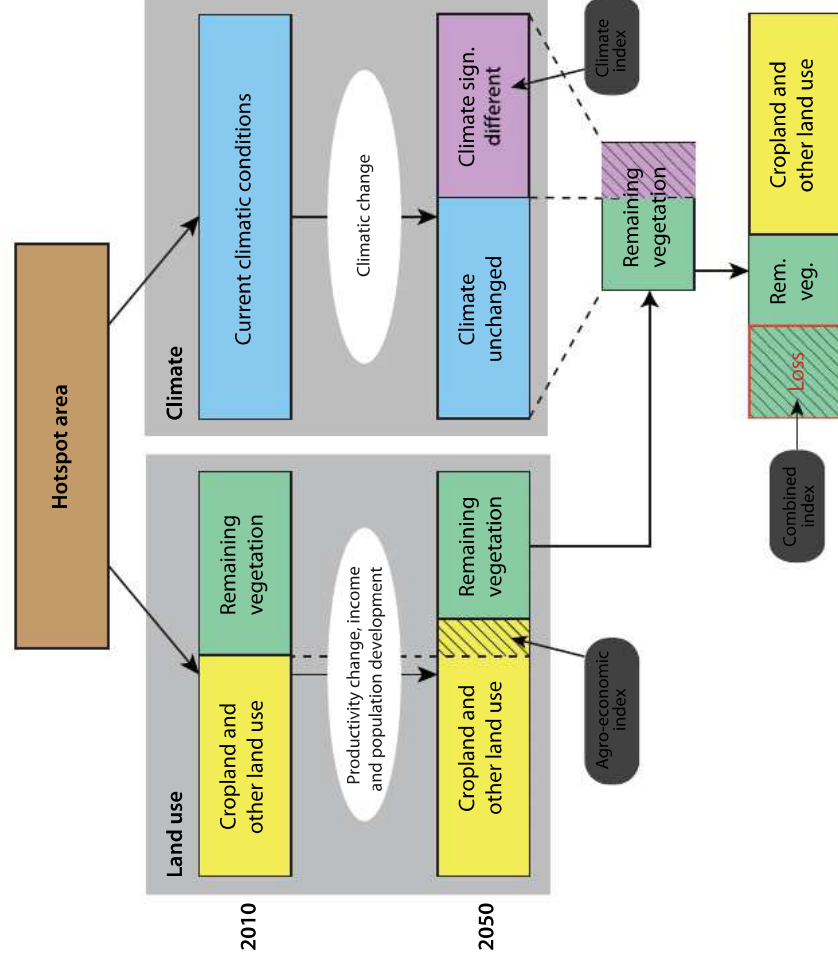 Hotspot area
Land use
Climate
2010
Cropland and
other land use
Remaining
vegetation
Current climatic conditions
Productivity change, income
and population development
Climatic change
2050
Cropland and
other land use
Remaining
vegetation
Climate
unchanged
Climate sign.
different
Agro-economic
index
Climate
index
Remaining
vegetation
Combined
index
Loss
Rem.
veg.
Cropland and
other land use